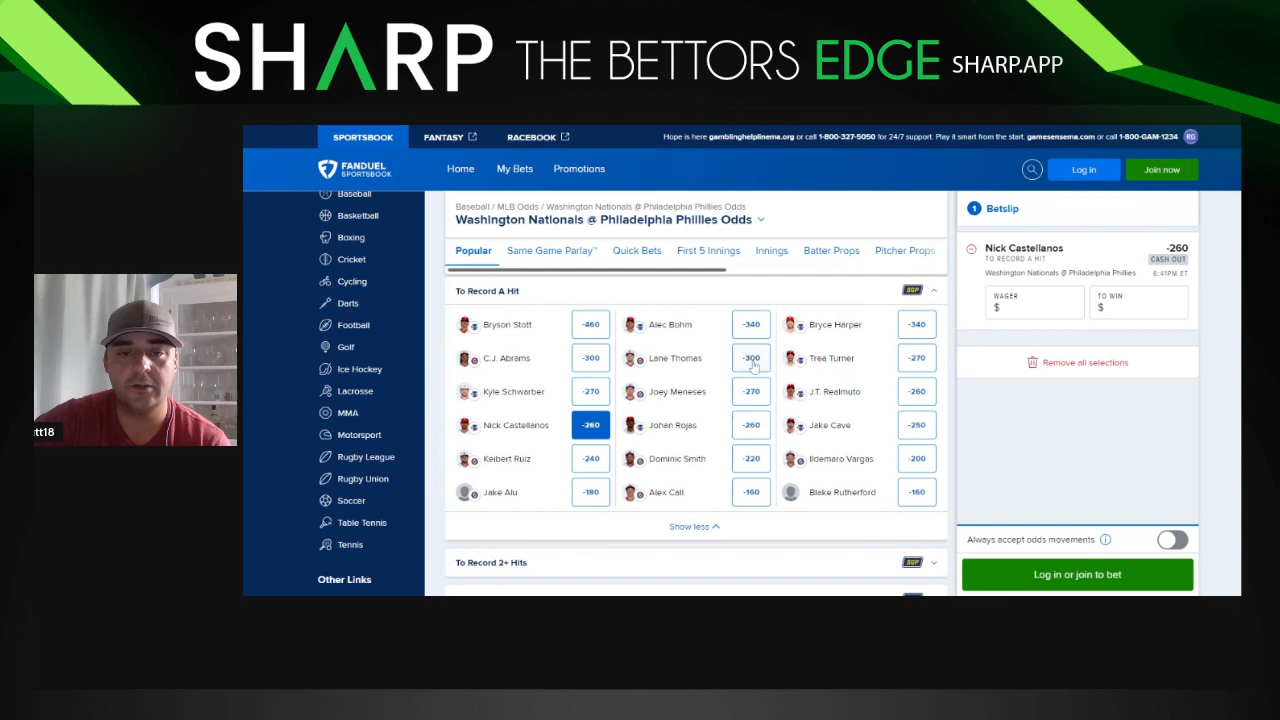 SHARP THE BETTORS EDGE SHARP.APP
SPORTSBOOK FANTASY RACEBOOK Hope is here gamblinghelplinema.org or call 1-800-327-5050 for 24/7 support. Play it smart from the start. gamesensema.com or call 1-800-GAM-1234 RG
FANDUEL
SPORTSBOOK
Home My Bets Promotions Log in Join now
Baseball
Basketball
Boxing
Cricket
Cycling
Darts
Football
Golf
Ice Hockey
Lacrosse
MMA
Motorsport
Rugby League
Rugby Union
Soccer
Table Tennis
Tennis
Other Links
Baseball / MLB Odds / Washington Nationals @ Philadelphia Phillies Odds
Washington Nationals @ Philadelphia Phillies Odds
Popular Same Game Parlay™ Quick Bets First 5 Innings Innings Batter Props Pitcher Props
To Record A Hit SGP
Bryson Stott -460 Alec Bohm -340 Bryce Harper -340
C.J. Abrams -300 Lane Thomas -300 Trea Turner -270
Kyle Schwarber -270 Joey Meneses -270 J.T. Realmuto -260
Nick Castellanos -260 Johan Rojas -260 Jake Cave -250
Keibert Ruiz -240 Dominic Smith -220 Ildemaro Vargas -200
Jake Alu -180 Alex Call -160 Blake Rutherford -160
Show less
To Record 2+ Hits SGP
1 Betslip
Nick Castellanos -260
TO RECORD A HIT CASH OUT
Washington Nationals @ Philadelphia Phillies 6:41PM ET
WAGER TO WIN
$ $
Remove all selections
Always accept odds movements
Log in or join to bet
tt18